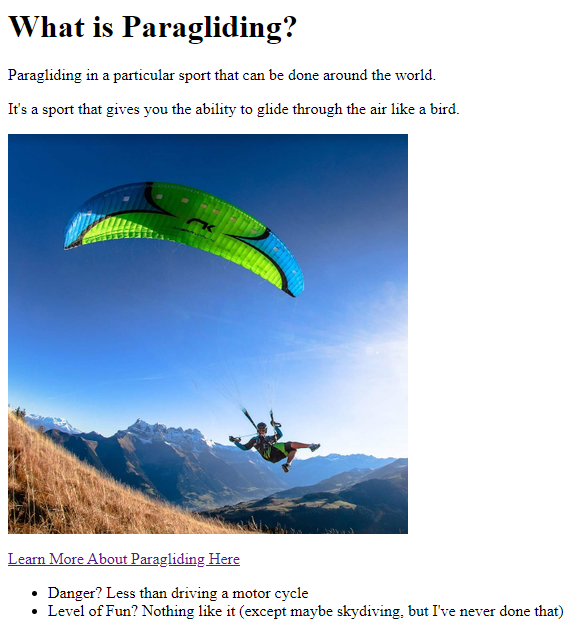 What is Paragliding?
Paragliding in a particular sport that can be done around the world.
It's a sport that gives you the ability to glide through the air like a bird.
Learn More About Paragliding Here
Danger? Less than driving a motor cycle
Level of Fun? Nothing like it (except maybe skydiving, but I've never done that)